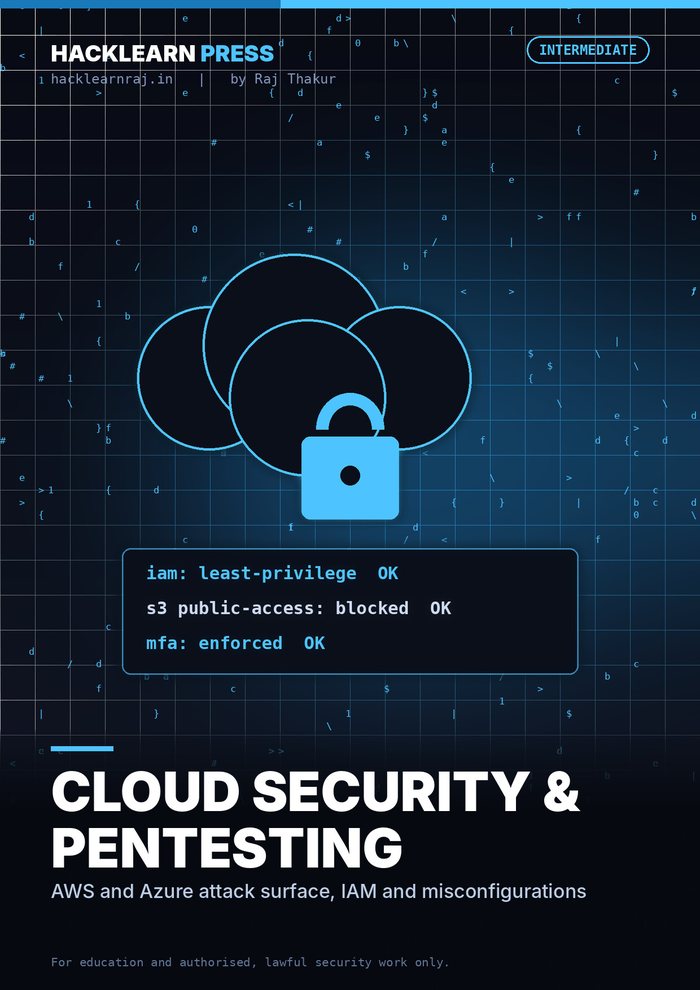 HACKLEARN PRESS
INTERMEDIATE
hacklearnraj.in | by Raj Thakur
iam: least-privilege OK
s3 public-access: blocked OK
mfa: enforced OK
CLOUD SECURITY &
PENTESTING
AWS and Azure attack surface, IAM and misconfigurations
For education and authorised, lawful security work only.